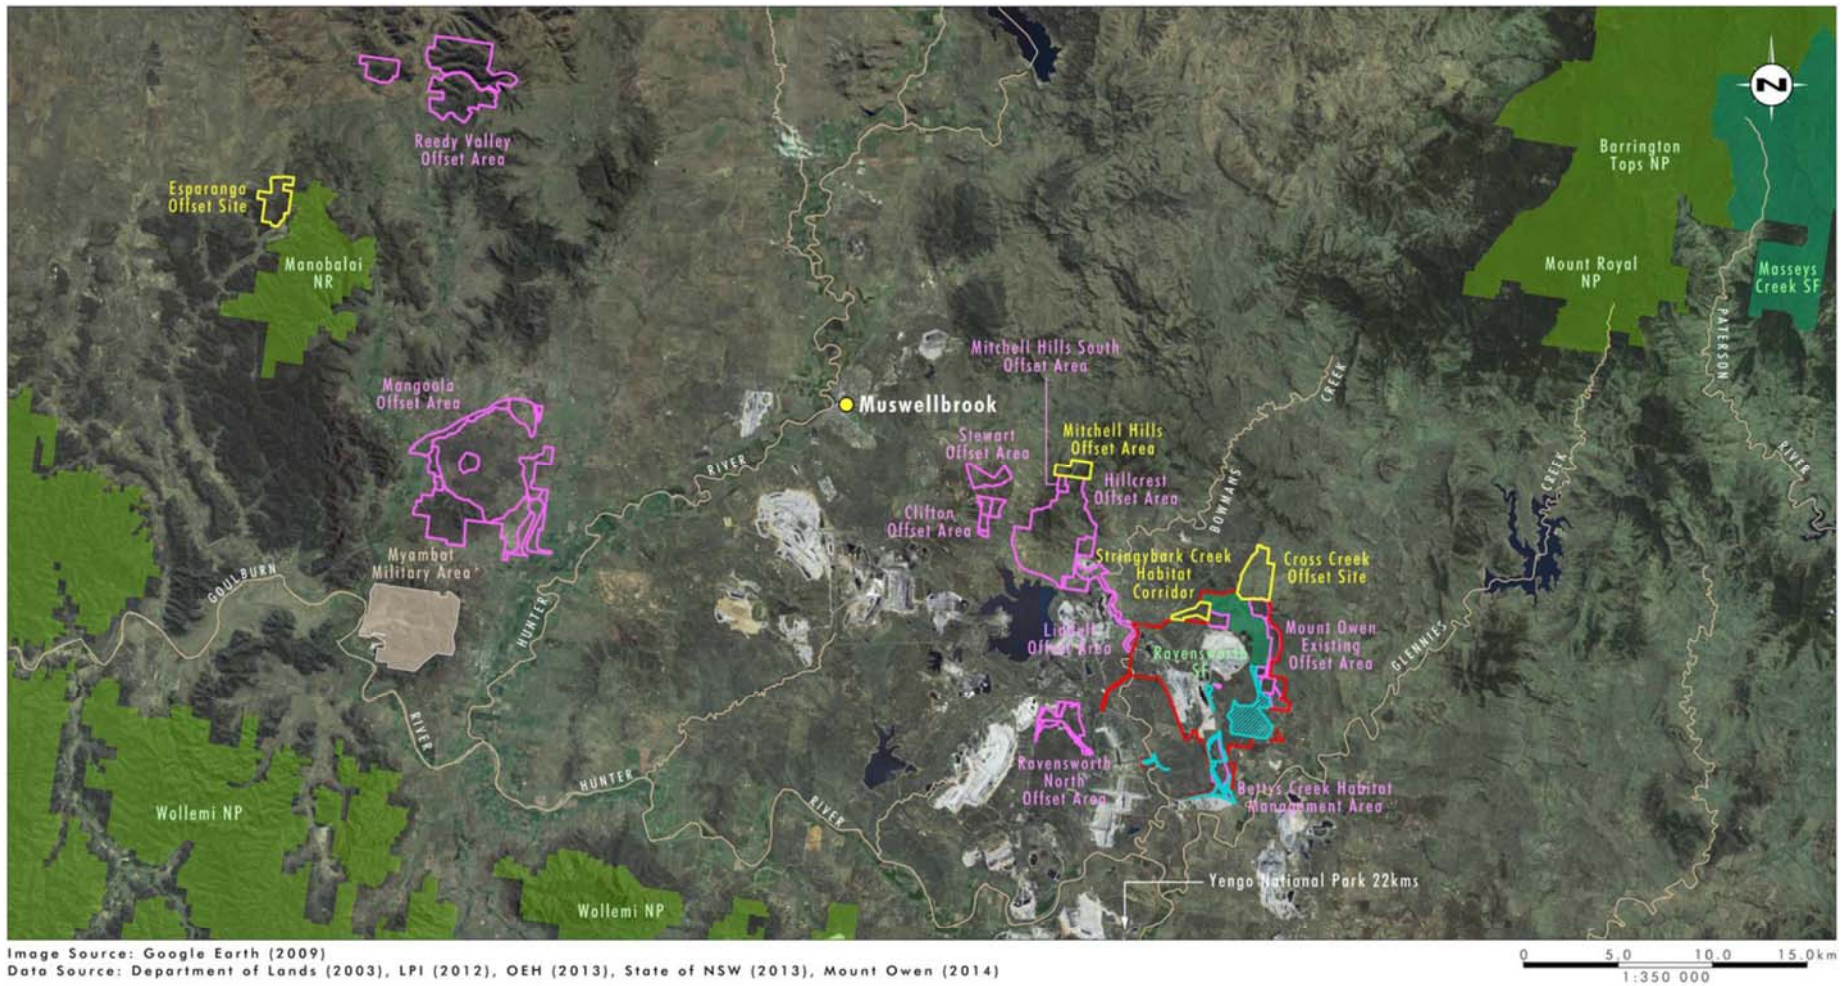 N
Reedy Valley
Offset Area
Esparanga
Offset Site
Manobalai
NR
Barrington
Tops NP
Mount Royal
NP
Masseys
Creek SF
PATERSON
RIVER
Mitchell Hills South
Offset Area
Mangoola
Offset Area
Muswellbrook
CREEK
BOWMANS
Stewart
Offset Area
Mitchell Hills
Offset Area
Hillcrest
Offset Area
Clifton
Offset Area
RIVER
HUNTER
CREEK
GLENNIES
Myambat
Military Area
GOULBURN
RIVER
Stringybark Creek
Habitat
Corridor
Cross Creek
Offset Site
Liddell
Offset Area
Ravensworth
SF
Mount Owen
Existing
Offset Area
Ravensworth
North
Offset Area
Bettys Creek Habitat
Management Area
HUNTER
RIVER
Wollemi NP
Wollemi NP
Yengo National Park 22kms
Image Source: Google Earth (2009)
Data Source: Department of Lands (2003), LPI (2012), OEH (2013), State of NSW (2013), Mount Owen (2014)
0 5.0 10.0 15.0km
1:350 000